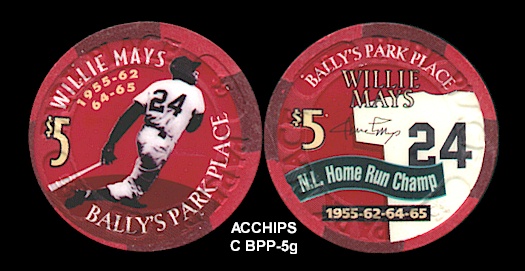 WILLIE MAYS
1955-62
64-65
24
$5
BALLY'S PARK PLACE
BALLY'S PARK PLACE
WILLIE
MAYS
$5
24
N.L. Home Run Champ
1955-62-64-65
ACCHIPS
C BPP-5g